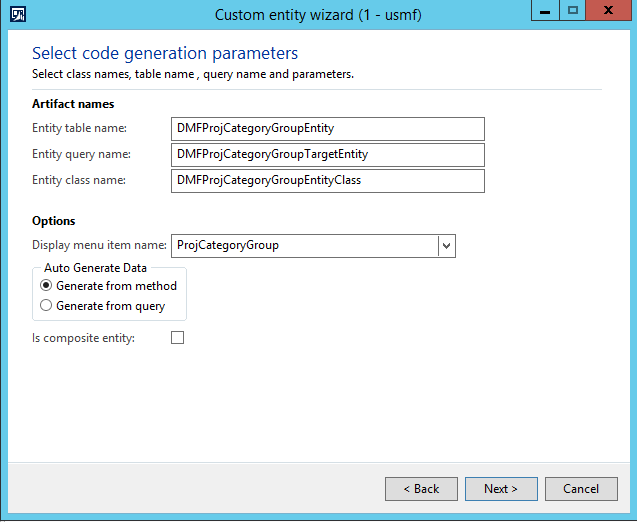 Custom entity wizard (1 - usmf)
Select code generation parameters
Select class names, table name , query name and parameters.
Artifact names
Entity table name: DMFProjCategoryGroupEntity
Entity query name: DMFProjCategoryGroupTargetEntity
Entity class name: DMFProjCategoryGroupEntityClass
Options
Display menu item name: ProjCategoryGroup
Auto Generate Data
Generate from method
Generate from query
Is composite entity:
< Back Next > Cancel